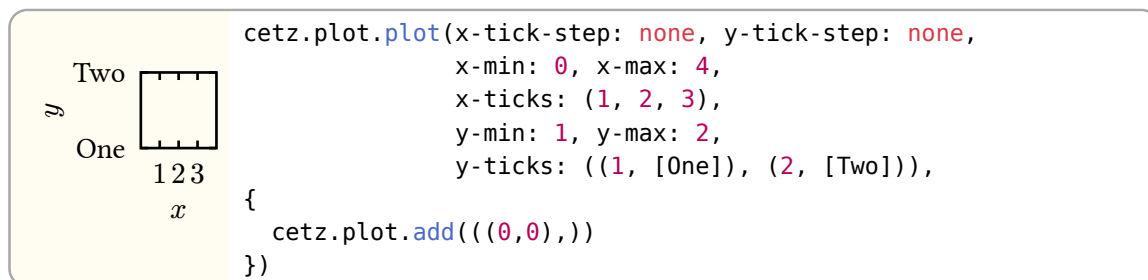 Two
y
One
1 2 3
x
cetz.plot.plot(x-tick-step: none, y-tick-step: none,
x-min: 0, x-max: 4,
x-ticks: (1, 2, 3),
y-min: 1, y-max: 2,
y-ticks: ((1, [One]), (2, [Two])),
{
cetz.plot.add(((0,0),))
})